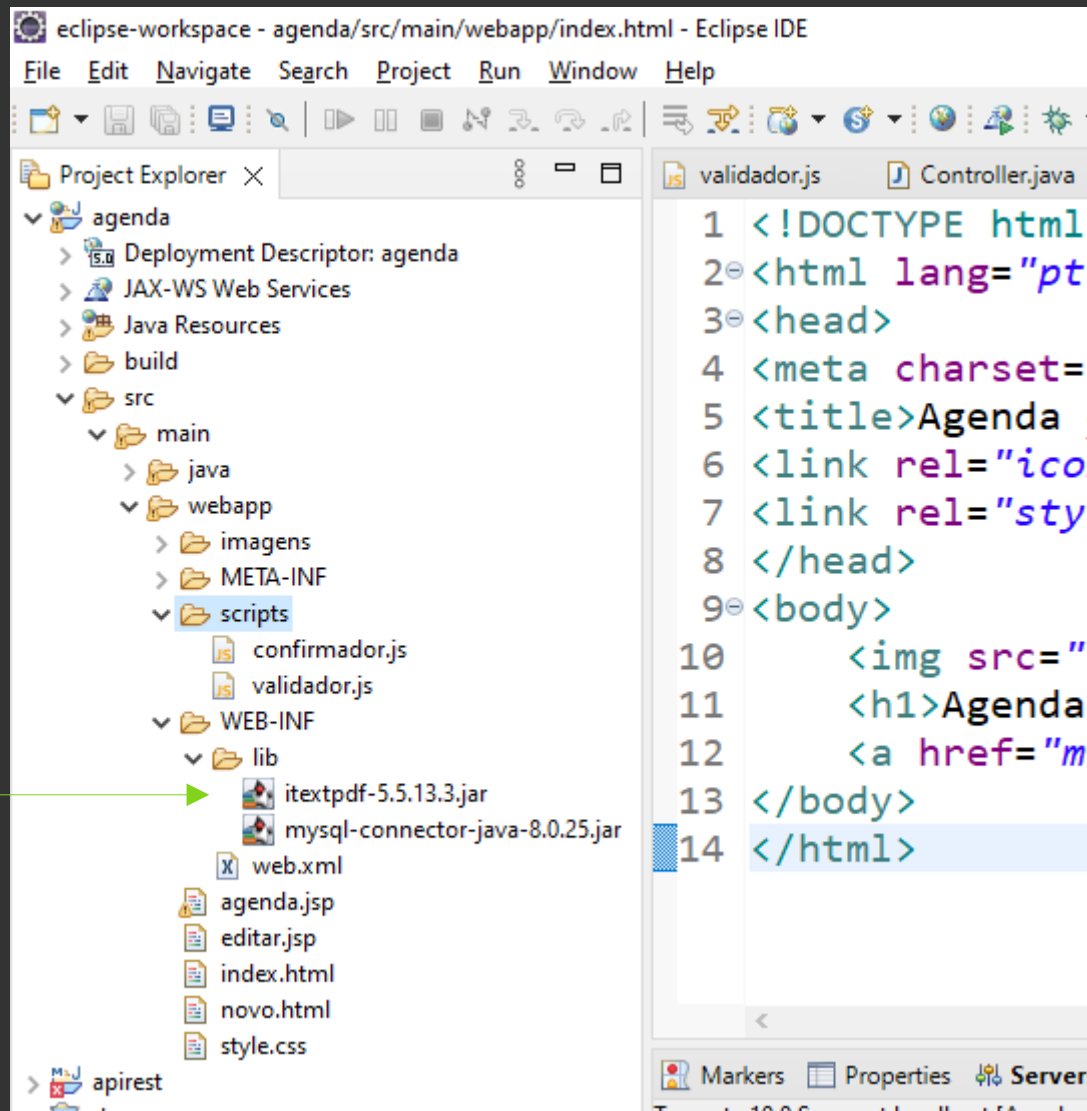 eclipse-workspace - agenda/src/main/webapp/index.html - Eclipse IDE
File Edit Navigate Search Project Run Window Help
Project Explorer
agenda
5.0 Deployment Descriptor: agenda
JAX-WS Web Services
Java Resources
build
src
main
java
webapp
imagens
META-INF
scripts
JS confirmador.js
JS validador.js
WEB-INF
lib
itextpdf-5.5.13.3.jar
mysql-connector-java-8.0.25.jar
X web.xml
agenda.jsp
editar.jsp
index.html
novo.html
style.css
apirest
JS validador.js J Controller.java
1 <!DOCTYPE html
2 <html lang="pt
3 <head>
4 <meta charset=
5 <title>Agenda
6 <link rel="ico
7 <link rel="sty
8 </head>
9 <body>
10 <img src="
11 <h1>Agenda
12 <a href="m
13 </body>
14 </html>
Markers Properties Server